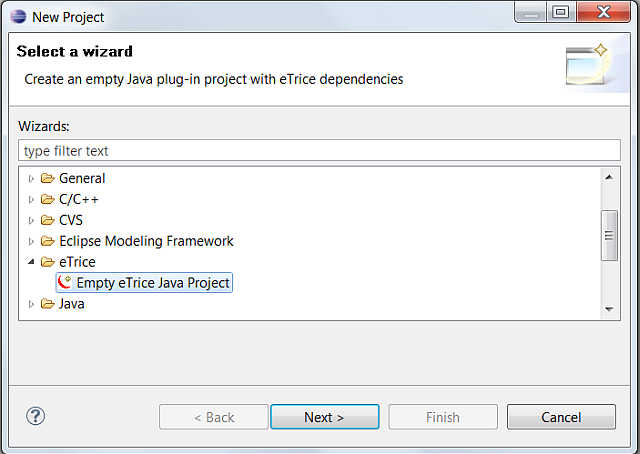 New Project
Select a wizard
Create an empty Java plug-in project with eTrice dependencies
Wizards:
type filter text
General
C/C++
CVS
Eclipse Modeling Framework
eTrice
Empty eTrice Java Project
Java
?
< Back
Next >
Finish
Cancel